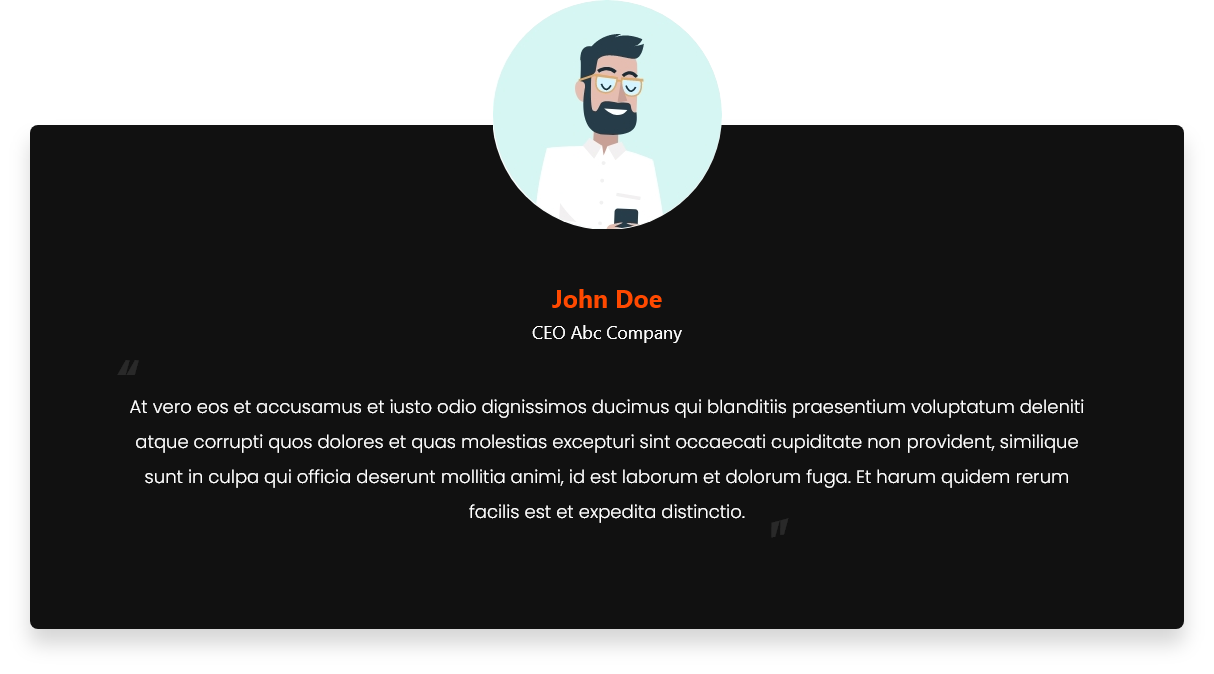 John Doe
CEO Abc Company
“
At vero eos et accusamus et iusto odio dignissimos ducimus qui blanditiis praesentium voluptatum deleniti
atque corrupti quos dolores et quas molestias excepturi sint occaecati cupiditate non provident, similique
sunt in culpa qui officia deserunt mollitia animi, id est laborum et dolorum fuga. Et harum quidem rerum
facilis est et expedita distinctio. ”